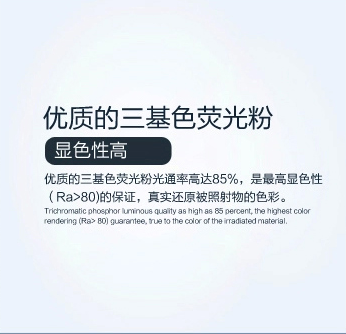 优质的三基色荧光粉
显色性高
优质的三基色荧光粉光通率高达85%，是最高显色性
（Ra>80)的保证，真实还原被照射物的色彩。
Trichromatic phosphor luminous quality as high as 85 percent, the highest color
rendering (Ra> 80) guarantee, true to the color of the irradiated material.